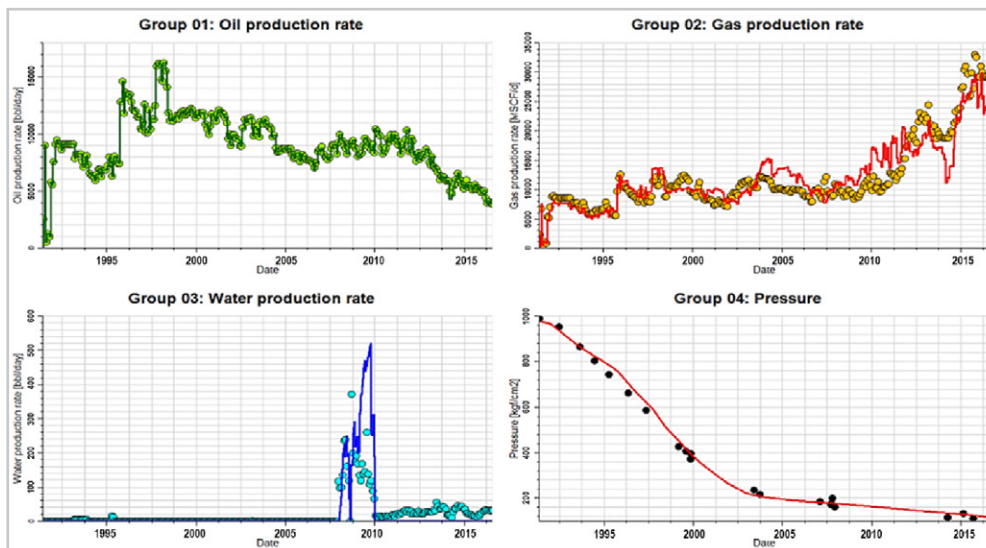 Group 01: Oil production rate
Oil production rate [bbl/day]
15000
10000
5000
0
1995 2000 2005 2010 2015
Date
Group 02: Gas production rate
Gas production rate [MSCF/d]
35000
30000
25000
20000
15000
10000
5000
0
1995 2000 2005 2010 2015
Date
Group 03: Water production rate
Water production rate [bbl/day]
600
500
400
300
200
100
0
1995 2000 2005 2010 2015
Date
Group 04: Pressure
Pressure [kgf/cm2]
1000
800
600
400
200
1995 2000 2005 2010 2015
Date